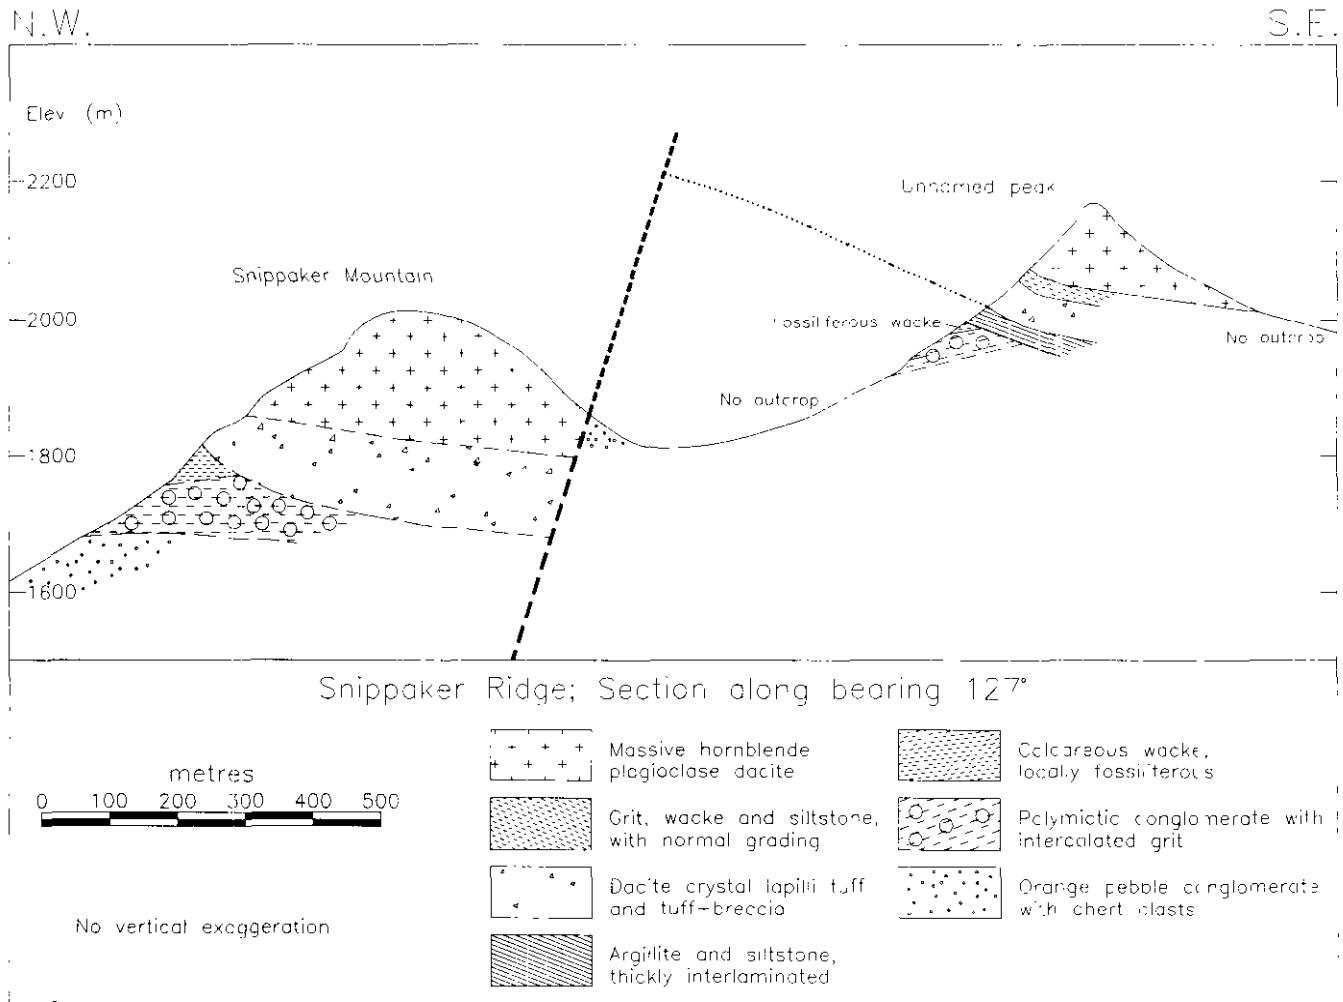 N.W.
S.E.
Elev (m)
2200
Unnamed peak
Snippaker Mountain
2000
Fossiliferous wacke
No outcrop
No outcrop
1800
1600
Snippaker Ridge; Section along bearing 127°
metres
0 100 200 300 400 500
No vertical exaggeration
Massive hornblende
plagioclase dacite
Grit, wacke and siltstone,
with normal grading
Dacite crystal lapilli tuff
and tuff-breccia
Argillite and siltstone,
thickly interlaminated
Calcareous wacke,
locally fossiliferous
Polymictic conglomerate with
intercalated grit
Orange pebble conglomerate
with chert clasts